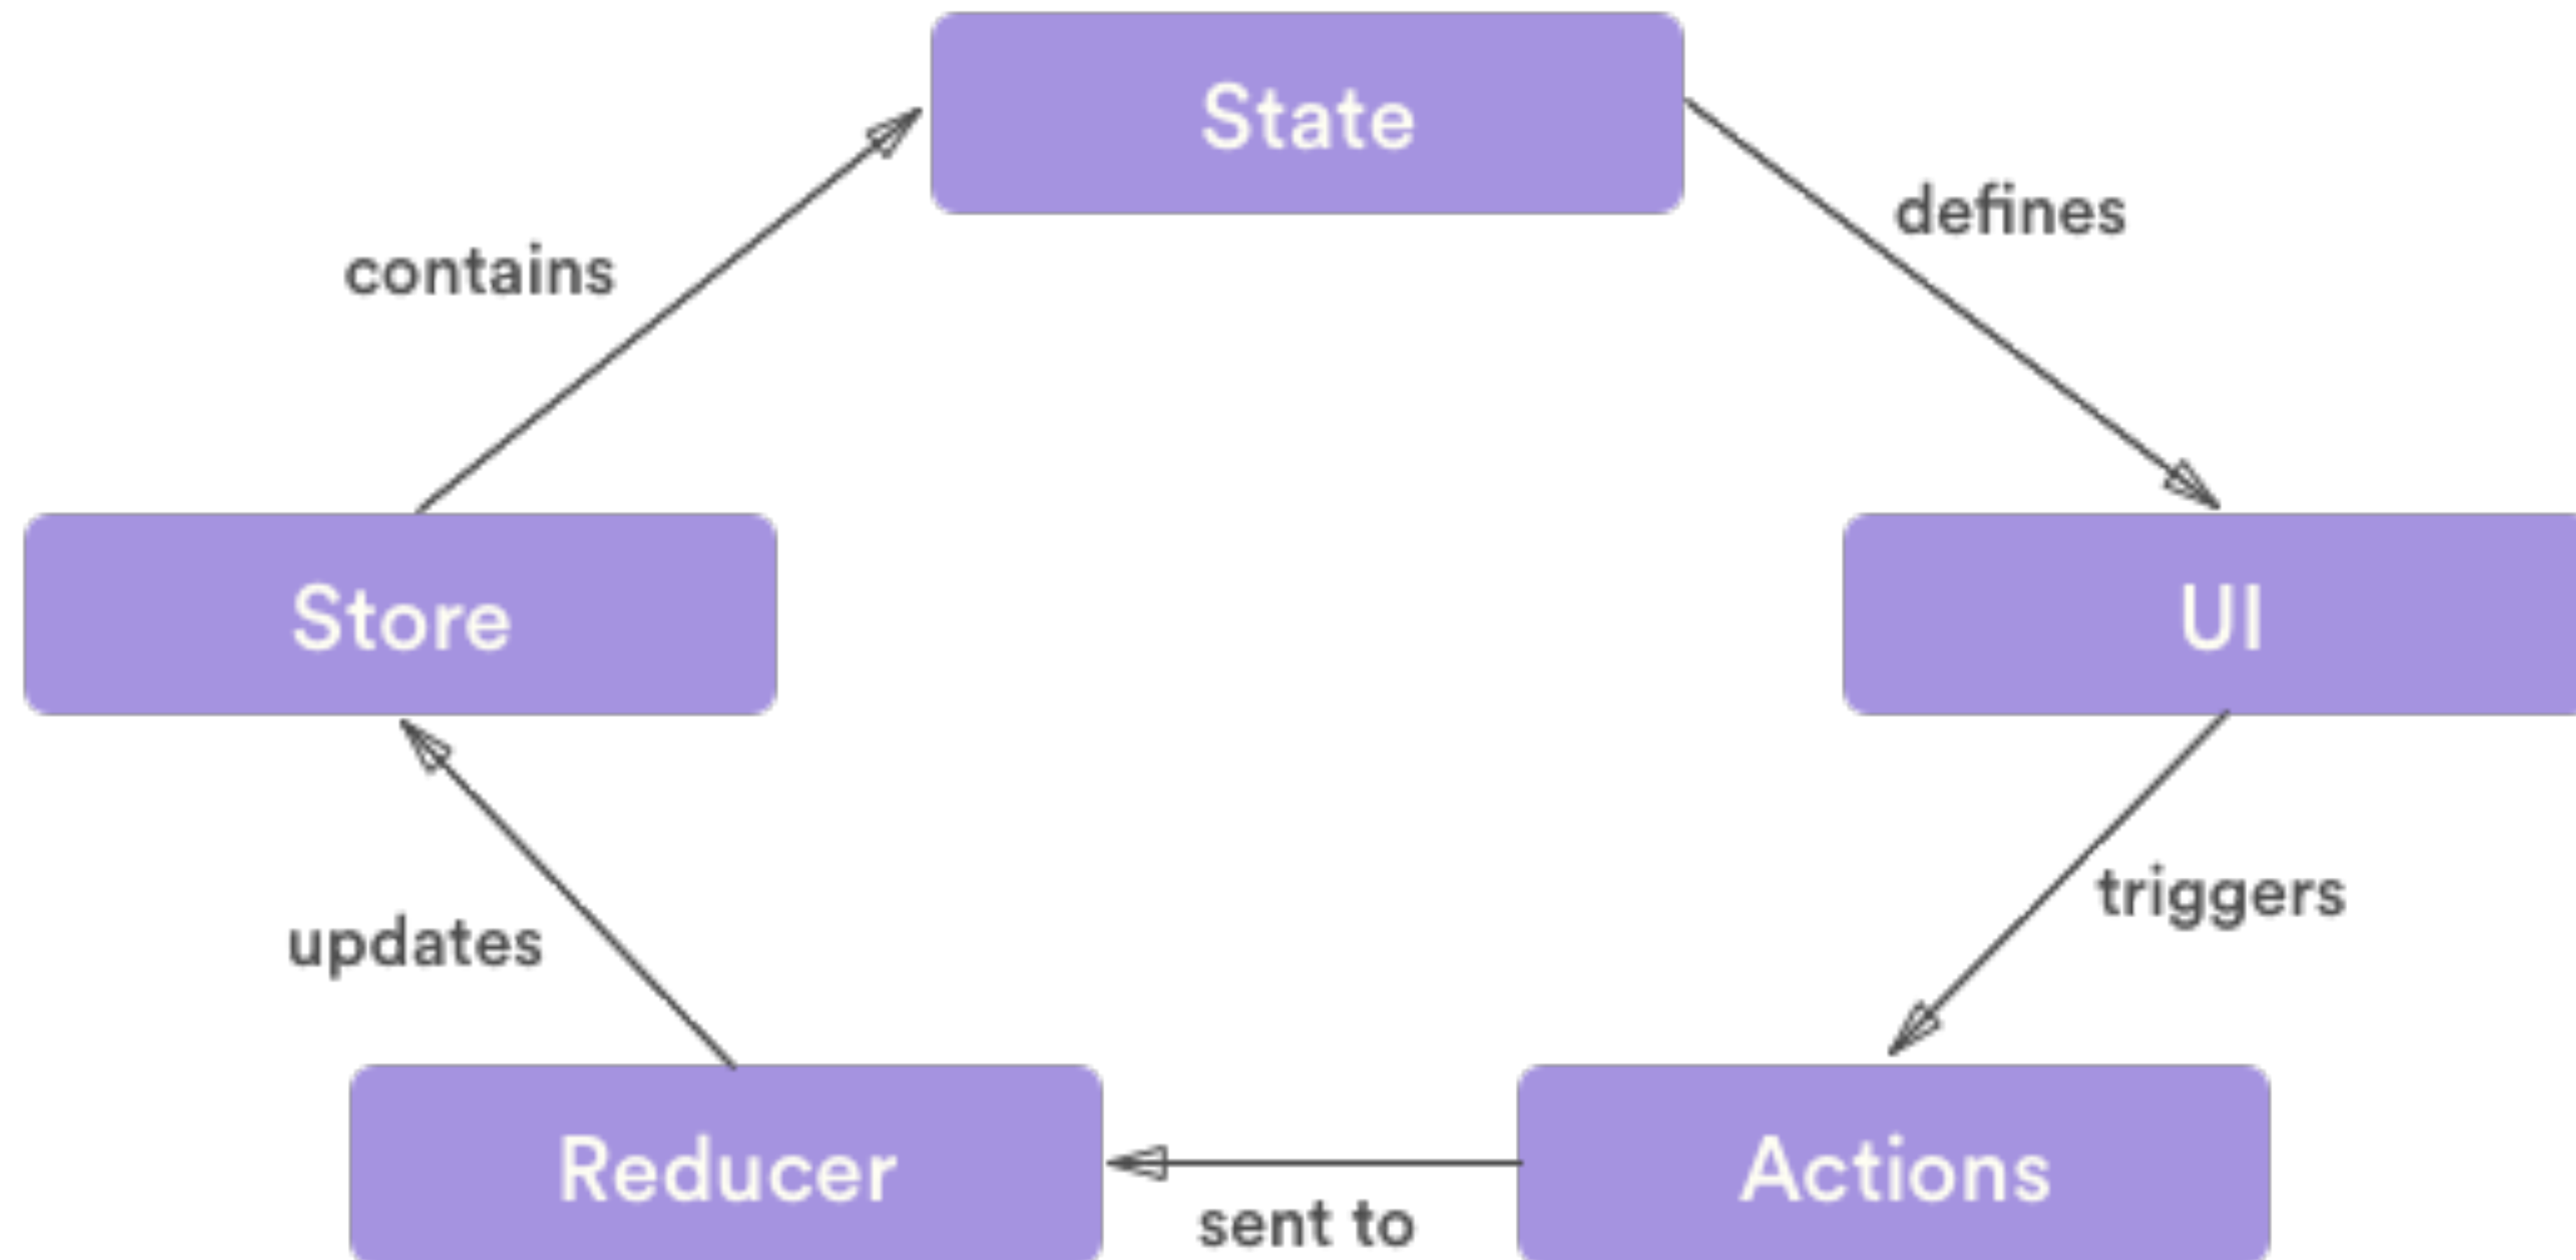 State
defines
contains
Store
UI
triggers
updates
Reducer
Actions
sent to